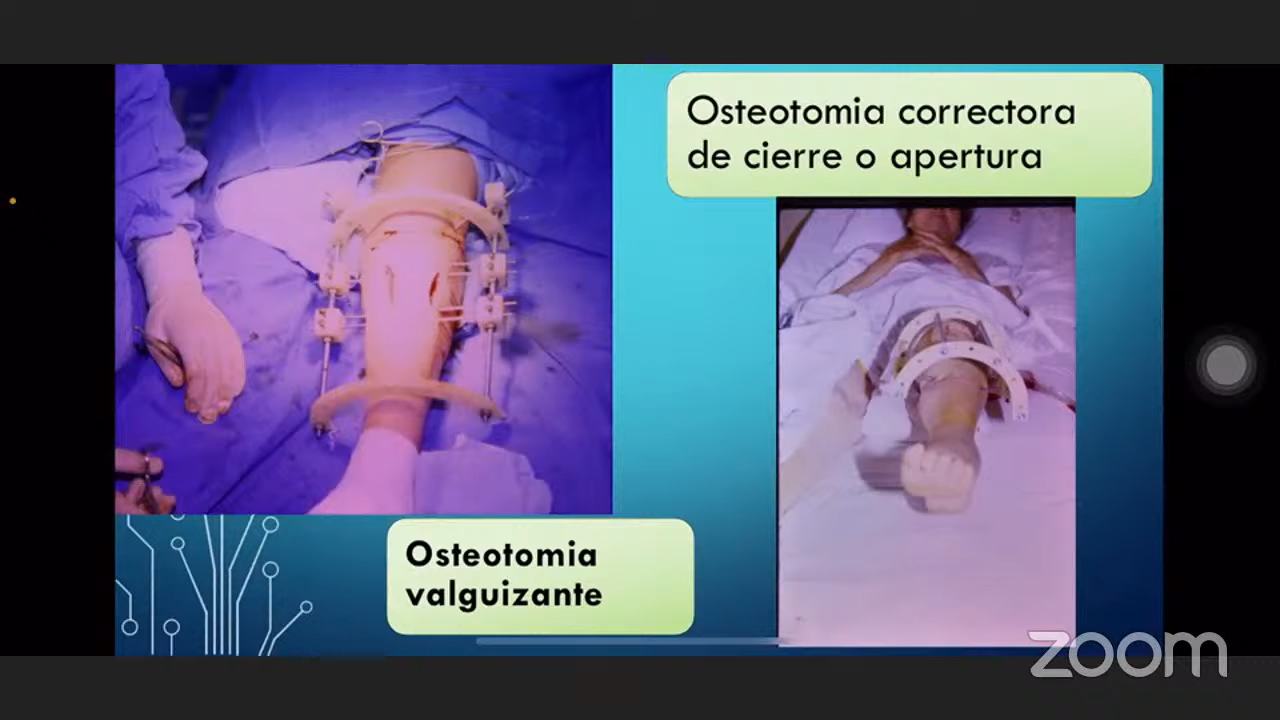 Osteotomia correctora
de cierre o apertura
Osteotomia
valguizante
zoom